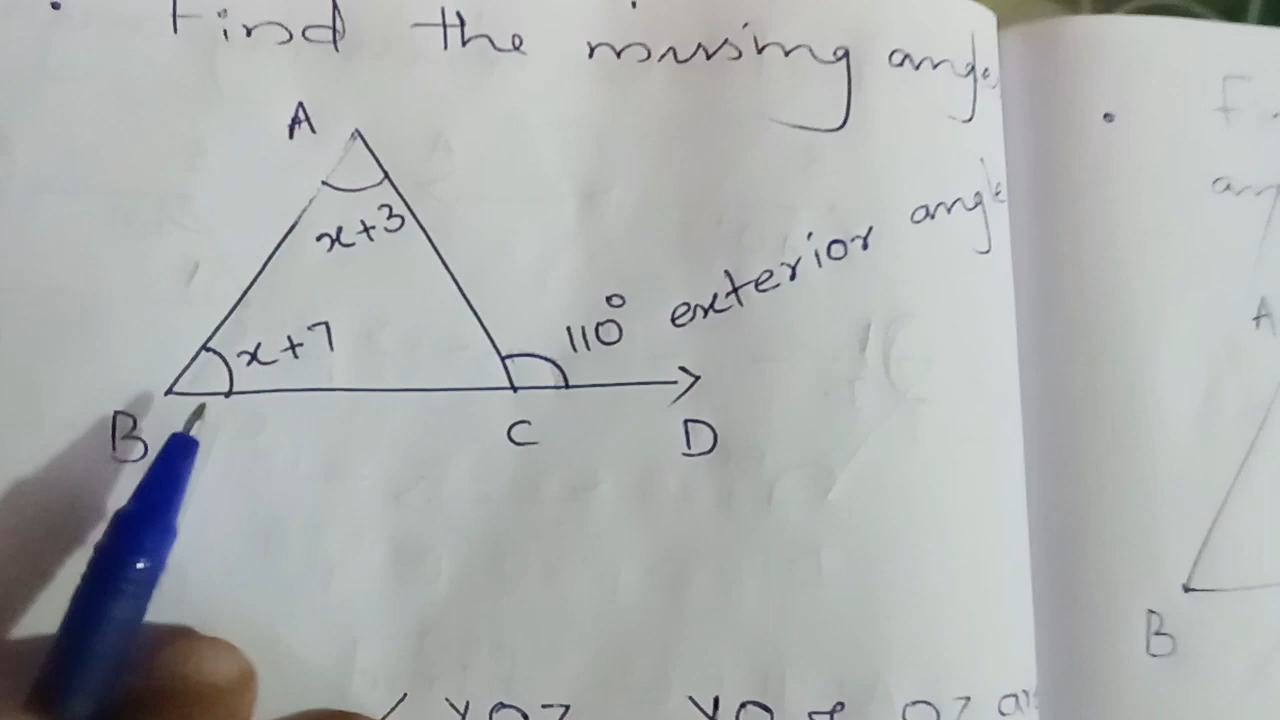 Find the missing angle
A
x+3
x+7
110° exterior angle
B
C
D
A
B